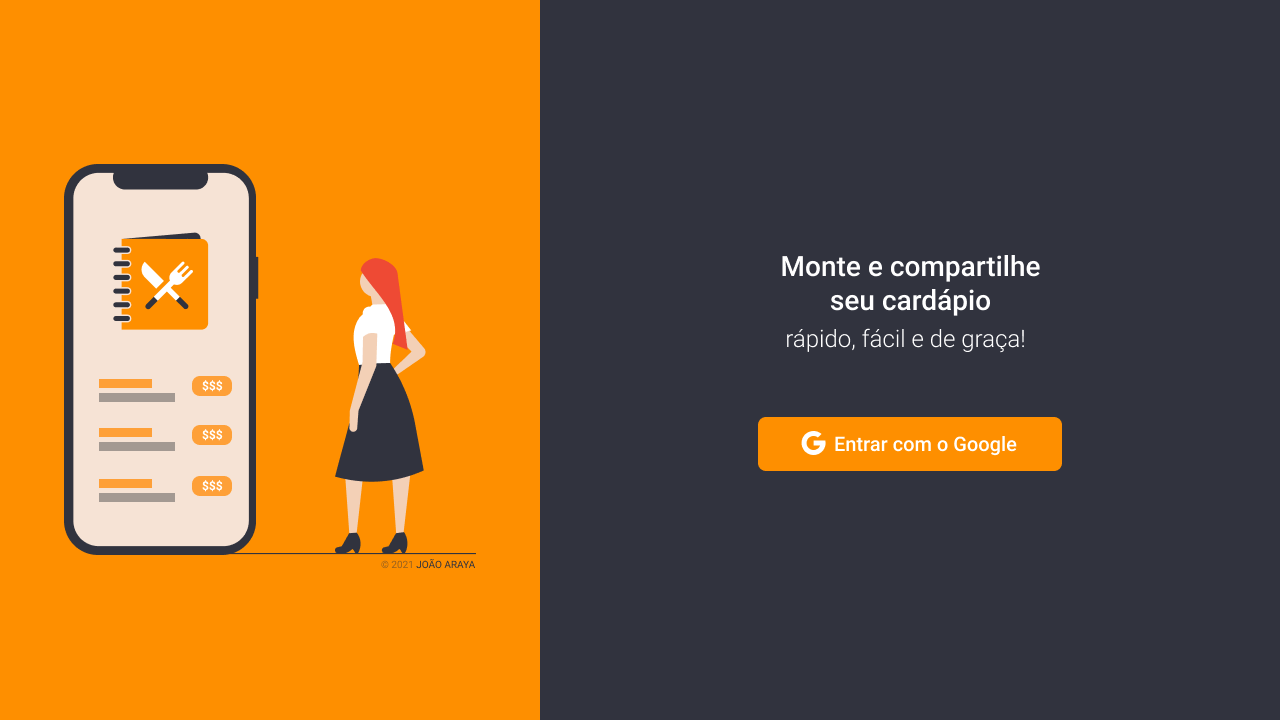 $$$
$$$
$$$
© 2021 JOÃO ARAYA
Monte e compartilhe
seu cardápio
rápido, fácil e de graça!
G Entrar com o Google